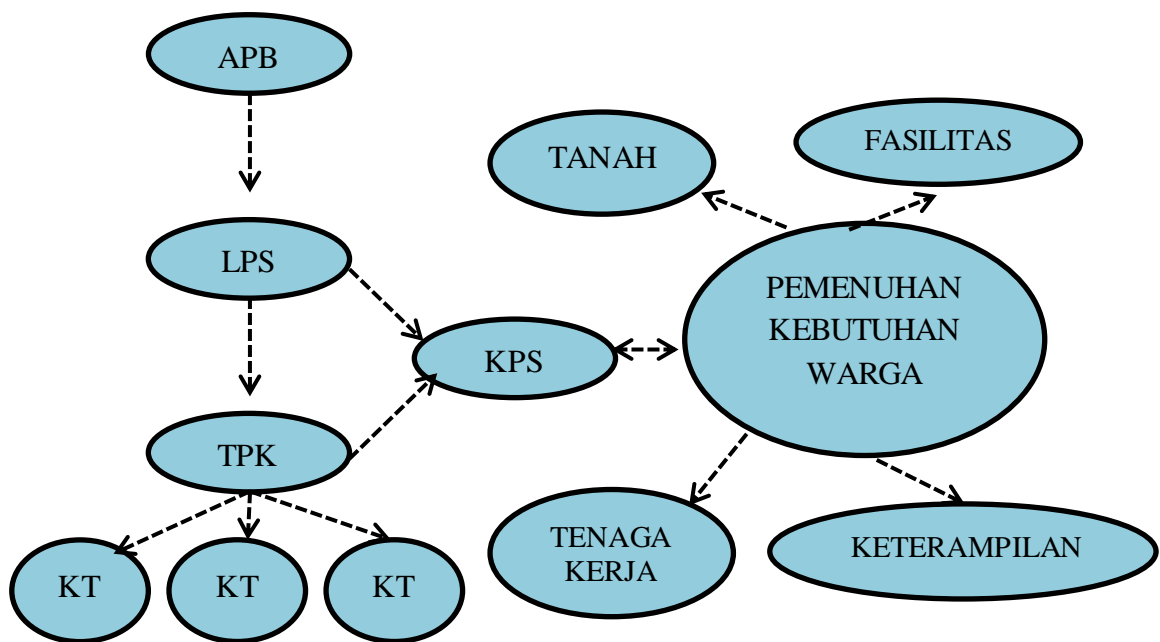 APB
FASILITAS
TANAH
LPS
PEMENUHAN
KEBUTUHAN
WARGA
KPS
TPK
TENAGA
KERJA
KETERAMPILAN
KT
KT
KT